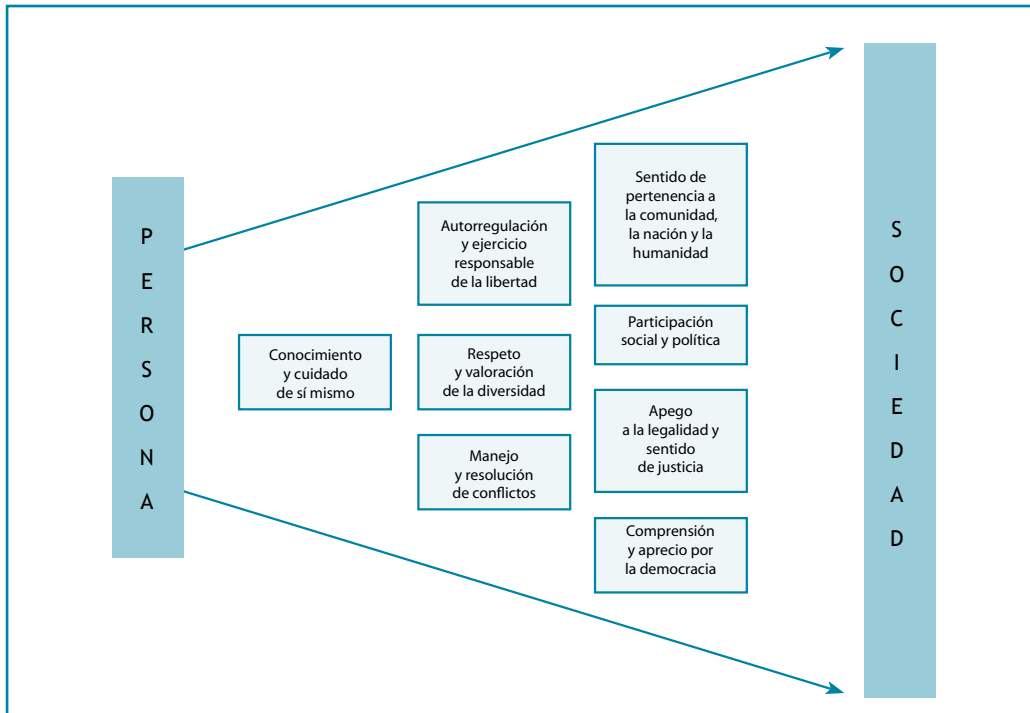 PERSONA
Conocimiento
y cuidado
de sí mismo
Autorregulación
y ejercicio
responsable
de la libertad
Respeto
y valoración
de la diversidad
Manejo
y resolución
de conflictos
Sentido de
pertenencia a
la comunidad,
la nación y la
humanidad
Participación
social y política
Apego
a la legalidad y
sentido
de justicia
Comprensión
y aprecio por
la democracia
SOCIEDAD